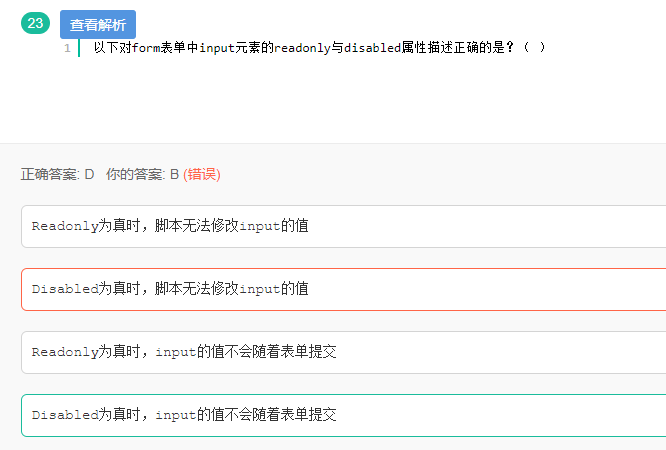 23 查看解析
1 以下对form表单中input元素的readonly与disabled属性描述正确的是？（ ）
正确答案: D 你的答案: B (错误)
Readonly为真时，脚本无法修改input的值
Disabled为真时，脚本无法修改input的值
Readonly为真时，input的值不会随着表单提交
Disabled为真时，input的值不会随着表单提交